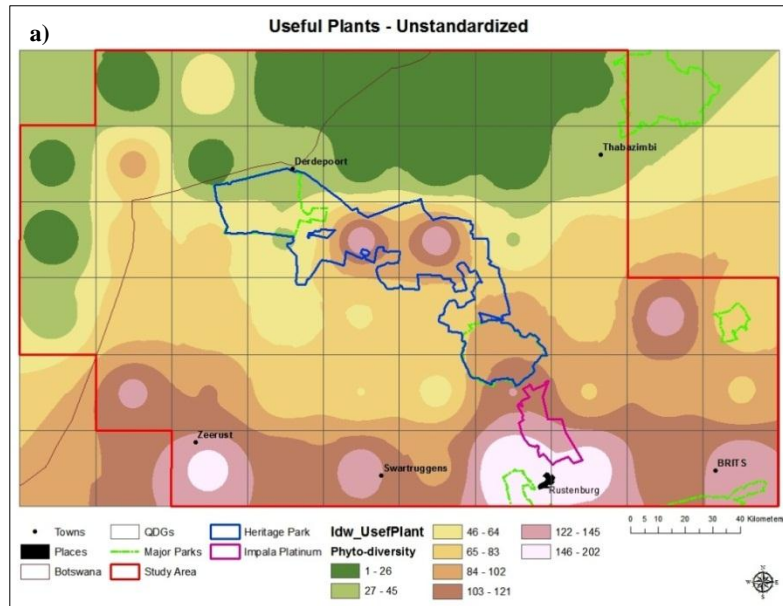 a)
Useful Plants - Unstandardized
Thabazimbi
Derdepoort
Zeerust
Swartruggens
BRITS
Rustenburg
Towns
QDGs
Heritage Park
Places
Major Parks
Impala Platinum
Botswana
Study Area
Idw_UsefPlant
Phyto-diversity
1 - 26
27 - 45
46 - 64
65 - 83
84 - 102
103 - 121
122 - 145
146 - 202
0 5 10 20 30 40
Kilometers